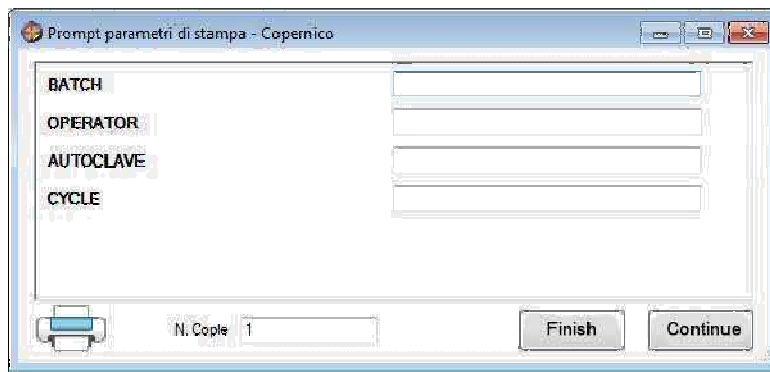 Prompt parametri di stampa - Copernico
BATCH
OPERATOR
AUTOCLAVE
CYCLE
N. Copie 1 Finish Continue